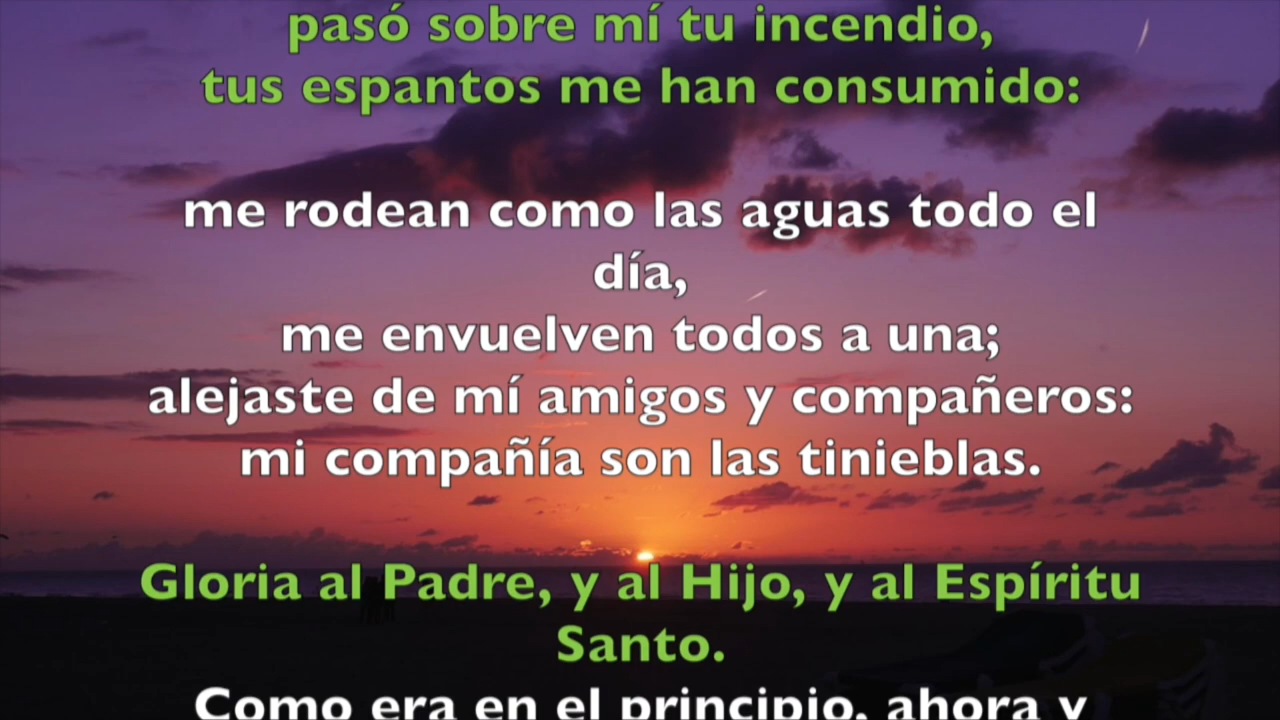 pasó sobre mí tu incendio,
tus espantos me han consumido:
me rodean como las aguas todo el
día,
me envuelven todos a una;
alejaste de mí amigos y compañeros:
mi compañía son las tinieblas.
Gloria al Padre, y al Hijo, y al Espíritu
Santo.
Como era en el principio, ahora y